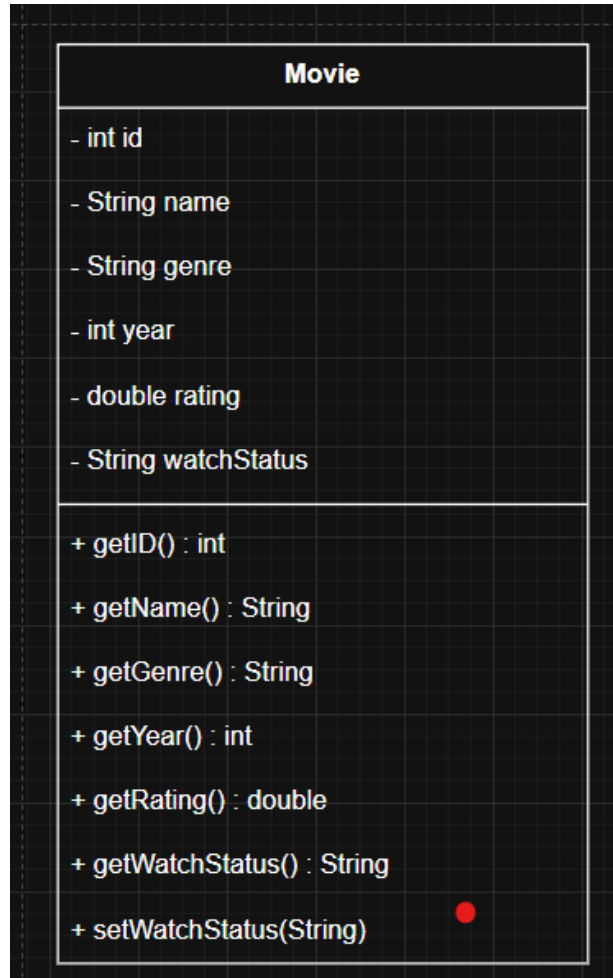 Movie
- int id
- String name
- String genre
- int year
- double rating
- String watchStatus
+ getID() : int
+ getName() : String
+ getGenre() : String
+ getYear() : int
+ getRating() : double
+ getWatchStatus() : String
+ setWatchStatus(String)